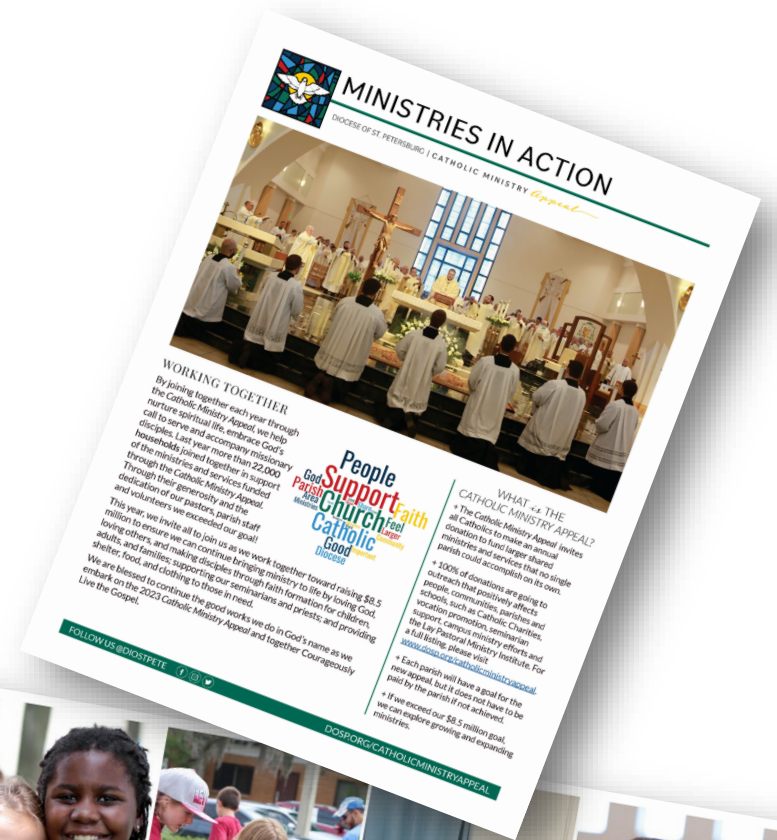 MINISTRIES IN ACTION
DIOCESE OF ST. PETERSBURG | CATHOLIC MINISTRY Appeal
WORKING TOGETHER
By joining together each year through
the Catholic Ministry Appeal, we help
nurture spiritual life, embrace God's
call to serve and accompany missionary
disciples. Last year more than 22,000
households joined together in support
of the ministries and services funded
through the Catholic Ministry Appeal.
Through their generosity and the
dedication of our pastors, parish staff
and volunteers we exceeded our goal!
This year, we invite all to join us as we work together toward raising $8.5
million to ensure we can continue bringing ministry to life by loving God,
loving others, and making disciples through faith formation for children,
adults, and families; supporting our seminarians and priests; and providing
shelter, food, and clothing to those in need.
We are blessed to continue the good works we do in God's name as we
embark on the 2023 Catholic Ministry Appeal and together Courageously
Live the Gospel.
People
God Support
Parish Church Faith
Area Feel
Ministries Larger
Catholic Community
Good Important
Diocese
WHAT is THE
CATHOLIC MINISTRY APPEAL?
+ The Catholic Ministry Appeal invites
all Catholics to make an annual
donation to fund larger shared
ministries and services that no single
parish could accomplish on its own.
+ 100% of donations are going to
outreach that positively affects
people, communities, parishes and
schools, such as Catholic Charities,
vocation promotion, seminarian
support, campus ministry efforts and
the Lay Pastoral Ministry Institute. For
a full listing, please visit
www.dosp.org/catholicministryappeal.
+ Each parish will have a goal for the
new appeal, but it does not have to be
paid by the parish if not achieved.
+ If we exceed our $8.5 million goal,
we can explore growing and expanding
ministries.
FOLLOW US @DIOSTPETE
DOSP.ORG/CATHOLICMINISTRYAPPEAL